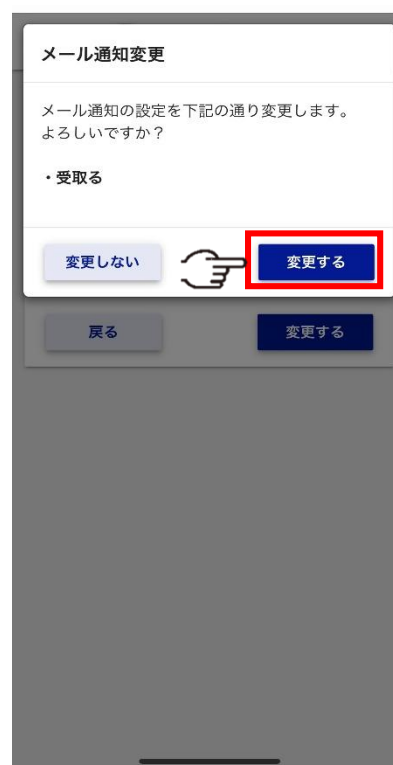 メール通知変更
メール通知の設定を下記の通り変更します。
よろしいですか？
・受取る
変更しない 変更する
戻る 変更する